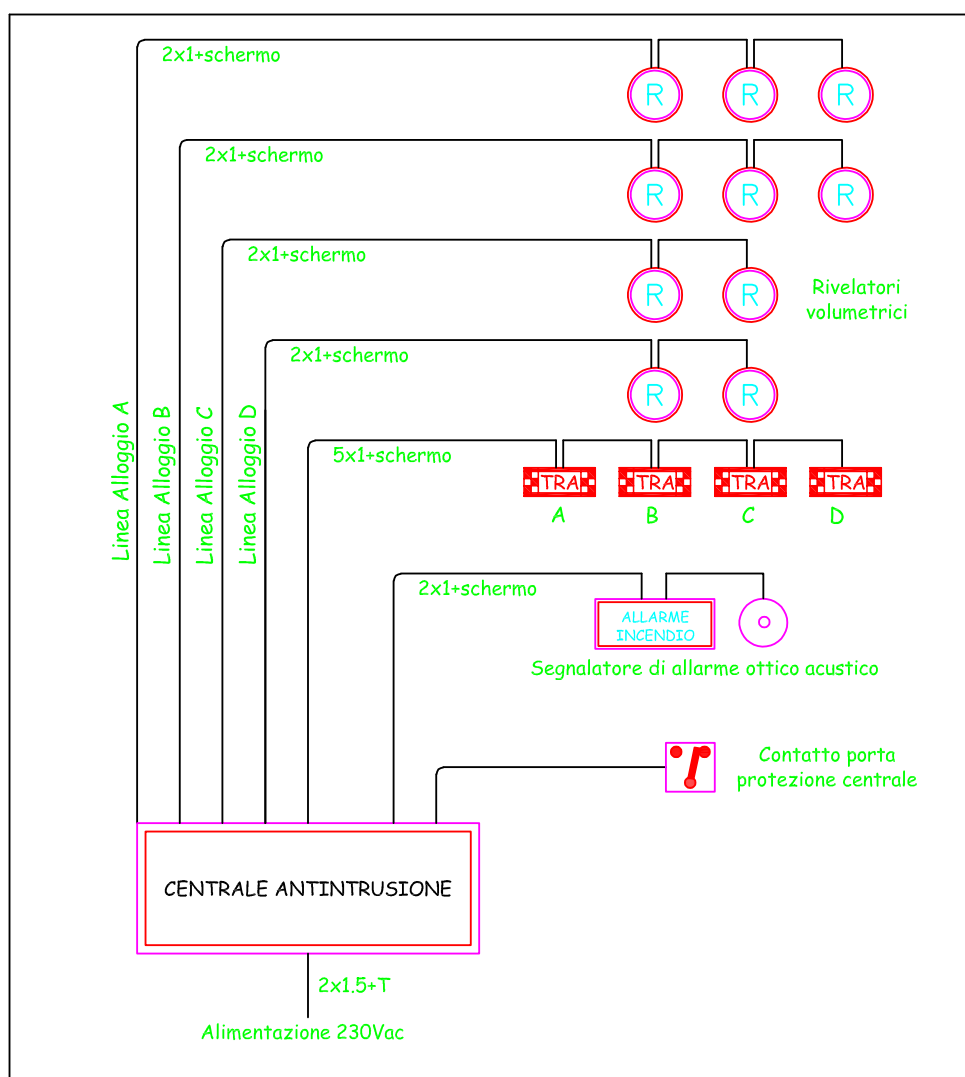 2x1+schermo
R R R
2x1+schermo
R R R
2x1+schermo
R R
Rivelatori
volumetrici
2x1+schermo
R R
Linea Alloggio A
Linea Alloggio B
Linea Alloggio C
Linea Alloggio D
5x1+schermo
TRA TRA TRA TRA
A B C D
2x1+schermo
ALLARME
INCENDIO
Segnalatore di allarme ottico acustico
Contatto porta
protezione centrale
CENTRALE ANTINTRUSIONE
2x1.5+T
Alimentazione 230Vac